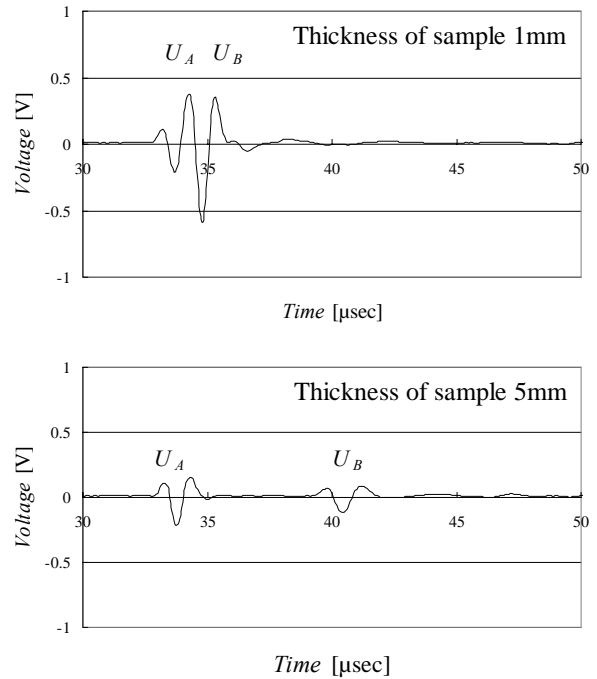 1
Thickness of sample 1mm
U_A U_B
0.5
Voltage [V]
0
30 35 40 45 50
-0.5
-1
Time [μsec]
1
Thickness of sample 5mm
0.5
U_A U_B
Voltage [V]
0
30 35 40 45 50
-0.5
-1
Time [μsec]